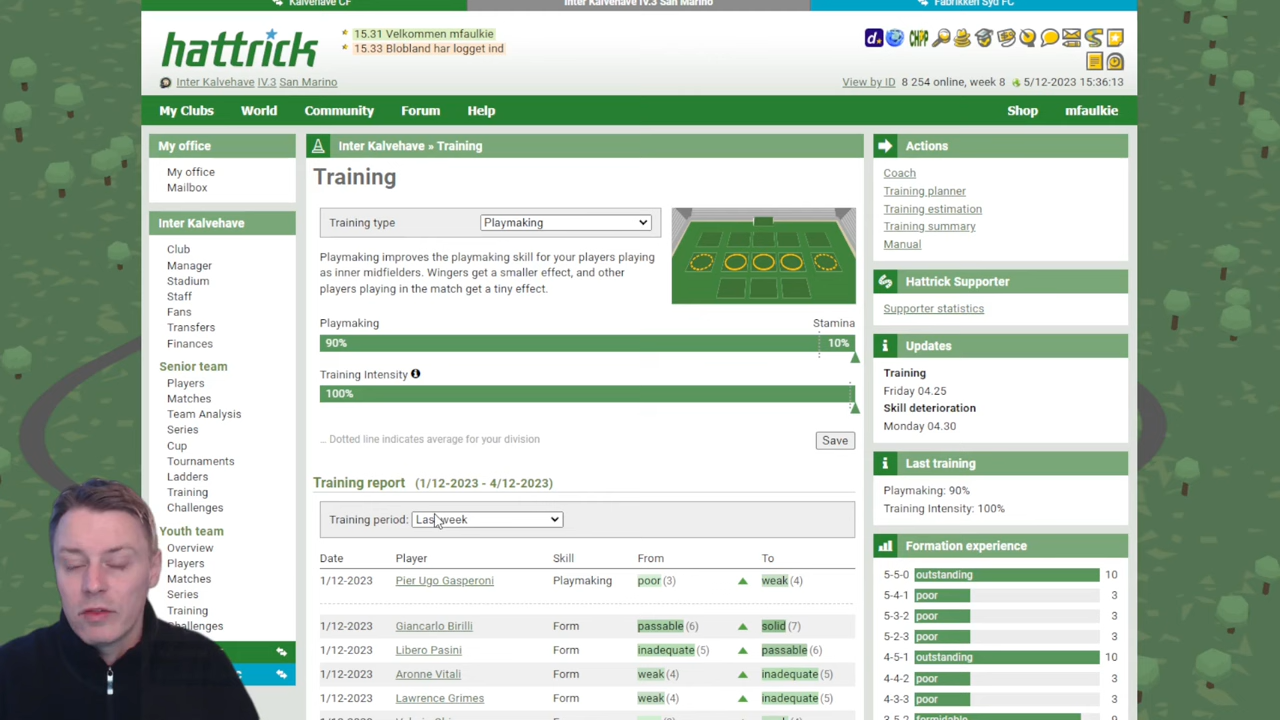 Kalvehave CF
Inter Kalvehave IV.3 San Marino
Fabrikken Syd FC
hattrick
15.31 Velkommen mfaulkie
15.33 Blobland har logget ind
CHPP
Inter Kalvehave IV.3 San Marino
View by ID 8 254 online, week 8 5/12-2023 15:36:13
My Clubs World Community Forum Help Shop mfaulkie
My office
My office
Mailbox
Inter Kalvehave
Club
Manager
Stadium
Staff
Fans
Transfers
Finances
Senior team
Players
Matches
Team Analysis
Series
Cup
Tournaments
Ladders
Training
Challenges
Youth team
Overview
Players
Matches
Series
Training
Challenges
Inter Kalvehave » Training
Training
Training type Playmaking
Playmaking improves the playmaking skill for your players playing
as inner midfielders. Wingers get a smaller effect, and other
players playing in the match get a tiny effect.
Playmaking Stamina
90% 10%
Training Intensity
100%
... Dotted line indicates average for your division
Save
Training report (1/12-2023 - 4/12-2023)
Training period: Last week
Date Player Skill From To
1/12-2023 Pier Ugo Gasperoni Playmaking poor (3) weak (4)
1/12-2023 Giancarlo Birilli Form passable (6) solid (7)
1/12-2023 Libero Pasini Form inadequate (5) passable (6)
1/12-2023 Aronne Vitali Form weak (4) inadequate (5)
1/12-2023 Lawrence Grimes Form weak (4) inadequate (5)
Actions
Coach
Training planner
Training estimation
Training summary
Manual
Hattrick Supporter
Supporter statistics
Updates
Training
Friday 04.25
Skill deterioration
Monday 04.30
Last training
Playmaking: 90%
Training Intensity: 100%
Formation experience
5-5-0 outstanding 10
5-4-1 poor 3
5-3-2 poor 3
5-2-3 poor 3
4-5-1 outstanding 10
4-4-2 poor 3
4-3-3 poor 3
3-5-2 formidable 9